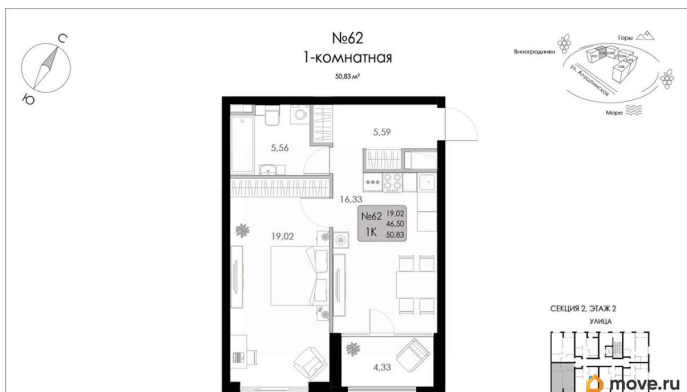 С
Ю
№62
1-комнатная
50,83 м²
Горы
Виноградники
ул. Алуштинская
Море
5,59
5,56
16,33
№62 19,02
46,50
1К 50,83
19,02
4,33
СЕКЦИЯ 2, ЭТАЖ 2
УЛИЦА
move.ru